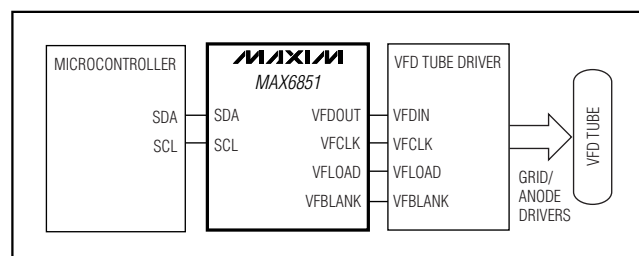 MICROCONTROLLER
SDA
SCL
MAXIM
MAX6851
SDA
SCL
VFDOUT
VFCLK
VFLOAD
VFBLANK
VFD TUBE DRIVER
VFDIN
VFCLK
VFLOAD
VFBLANK
GRID/
ANODE
DRIVERS
VFD TUBE